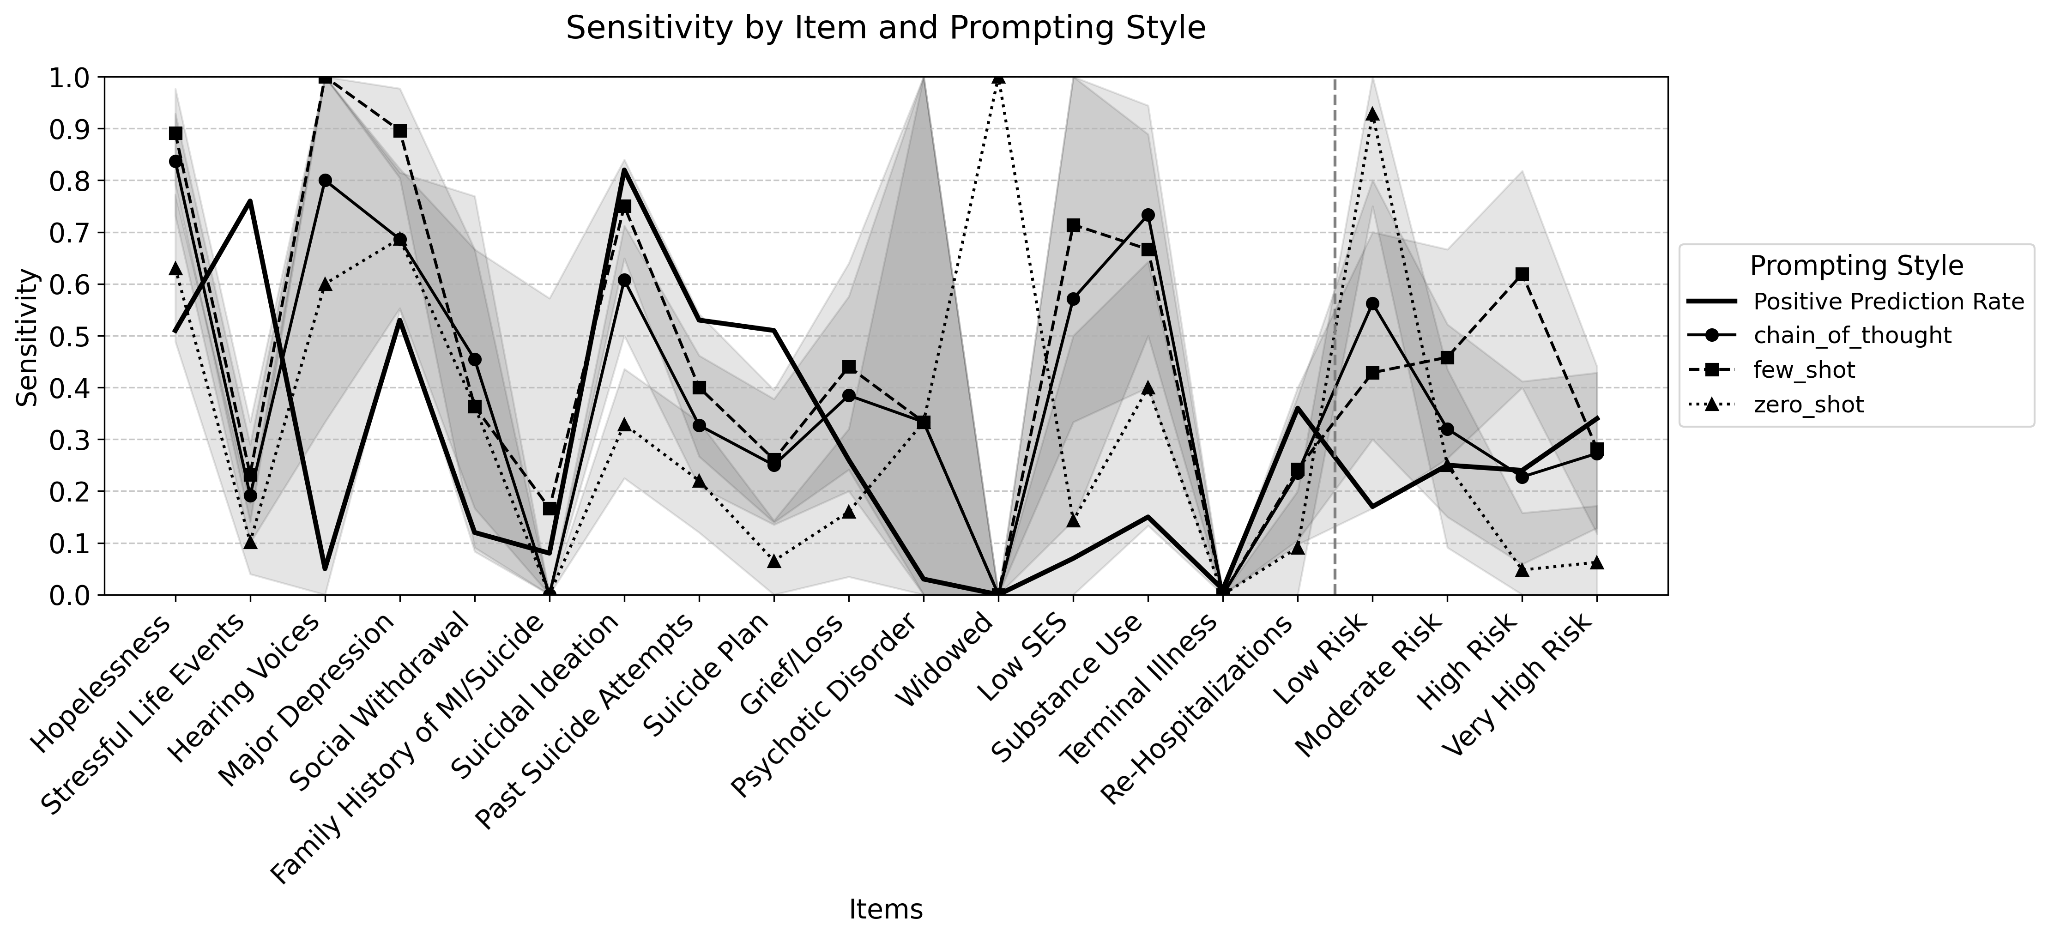 Sensitivity by Item and Prompting Style
Sensitivity
1.0
0.9
0.8
0.7
0.6
0.5
0.4
0.3
0.2
0.1
0.0
Hopelessness
Stressful Life Events
Hearing Voices
Major Depression
Social Withdrawal
Family History of MI/Suicide
Suicidal Ideation
Past Suicide Attempts
Suicide Plan
Grief/Loss
Psychotic Disorder
Widowed
Low SES
Substance Use
Terminal Illness
Re-Hospitalizations
Low Risk
Moderate Risk
High Risk
Very High Risk
Items
Prompting Style
Positive Prediction Rate
chain_of_thought
few_shot
zero_shot